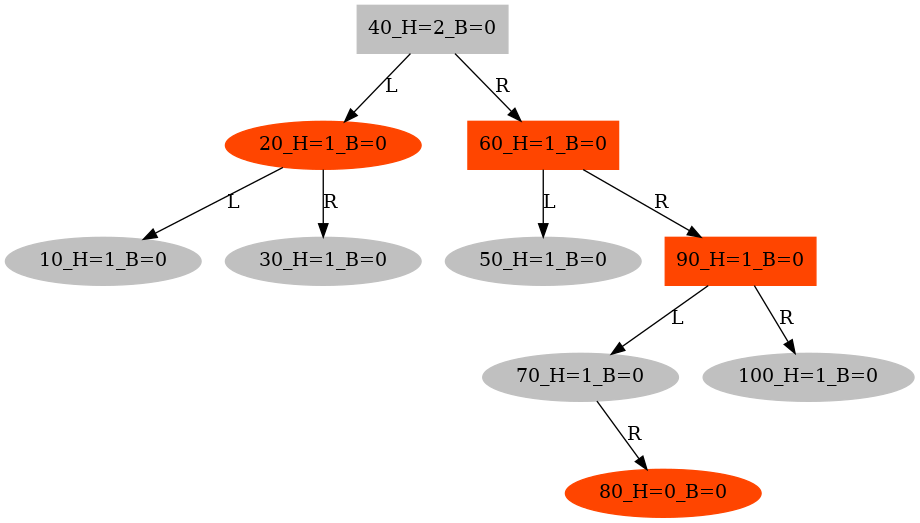 40_H=2_B=0
L
R
20_H=1_B=0
60_H=1_B=0
L
R
L
R
10_H=1_B=0
30_H=1_B=0
50_H=1_B=0
90_H=1_B=0
L
R
70_H=1_B=0
100_H=1_B=0
R
80_H=0_B=0